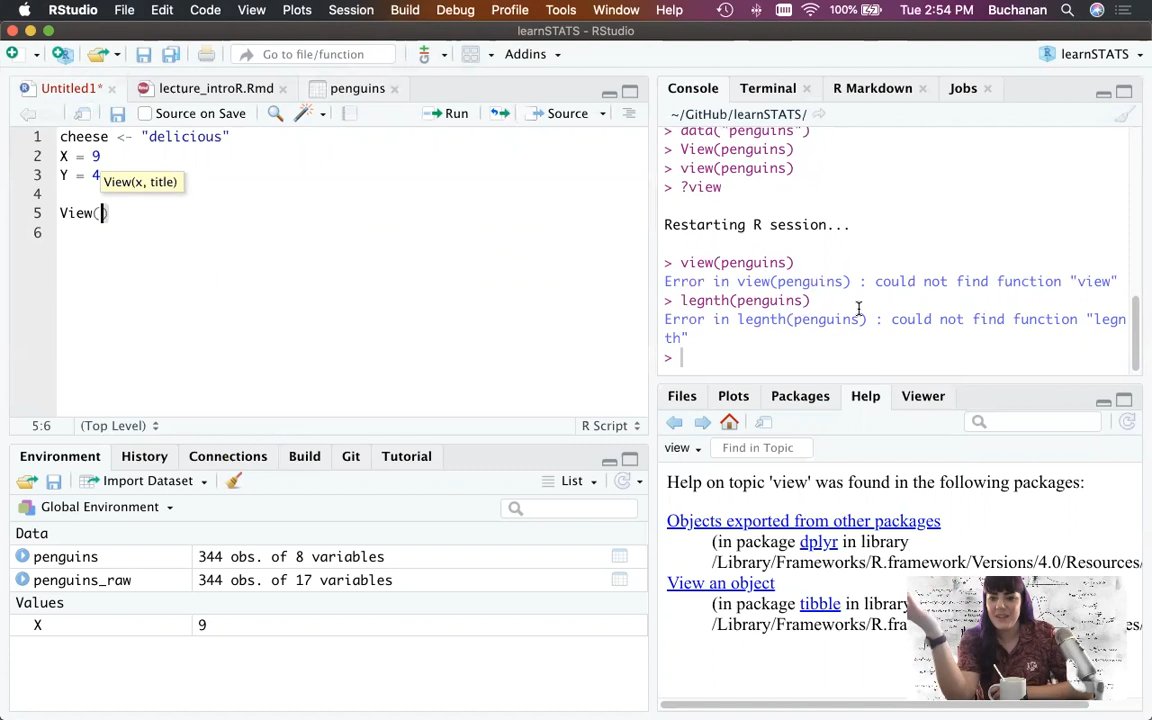 RStudio File Edit Code View Plots Session Build Debug Profile Tools Window Help 100% Tue 2:54 PM Buchanan
learnSTATS - RStudio
Go to file/function Addins learnSTATS
Untitled1* lecture_introR.Rmd penguins
Source on Save Run Source
1 cheese <- "delicious"
2 X = 9
3 Y = 4
View(x, title)
4
5 View()
6
5:6 (Top Level) R Script
Environment History Connections Build Git Tutorial
Import Dataset List
Global Environment
Data
penguins 344 obs. of 8 variables
penguins_raw 344 obs. of 17 variables
Values
X 9
Console Terminal R Markdown Jobs
~/GitHub/learnSTATS/
> data("penguins")
> View(penguins)
> view(penguins)
> ?view
Restarting R session...
> view(penguins)
Error in view(penguins) : could not find function "view"
> legnth(penguins)
Error in legnth(penguins) : could not find function "legn
th"
>
Files Plots Packages Help Viewer
view Find in Topic
Help on topic 'view' was found in the following packages:
Objects exported from other packages
(in package dplyr in library
/Library/Frameworks/R.framework/Versions/4.0/Resources/
View an object
(in package tibble in library
/Library/Frameworks/R.fra